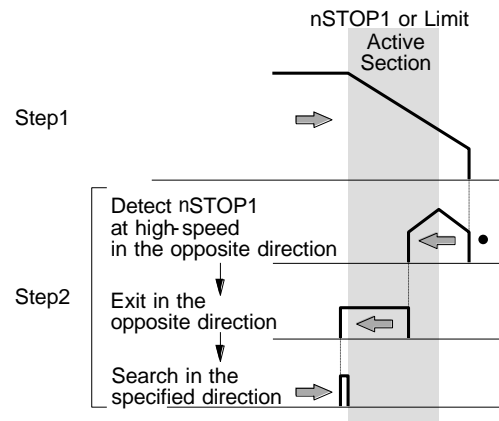 nSTOP1 or Limit
Active
Section
Step1
Detect nSTOP1
at high-speed
in the opposite direction
Step2
Exit in the
opposite direction
Search in the
specified direction